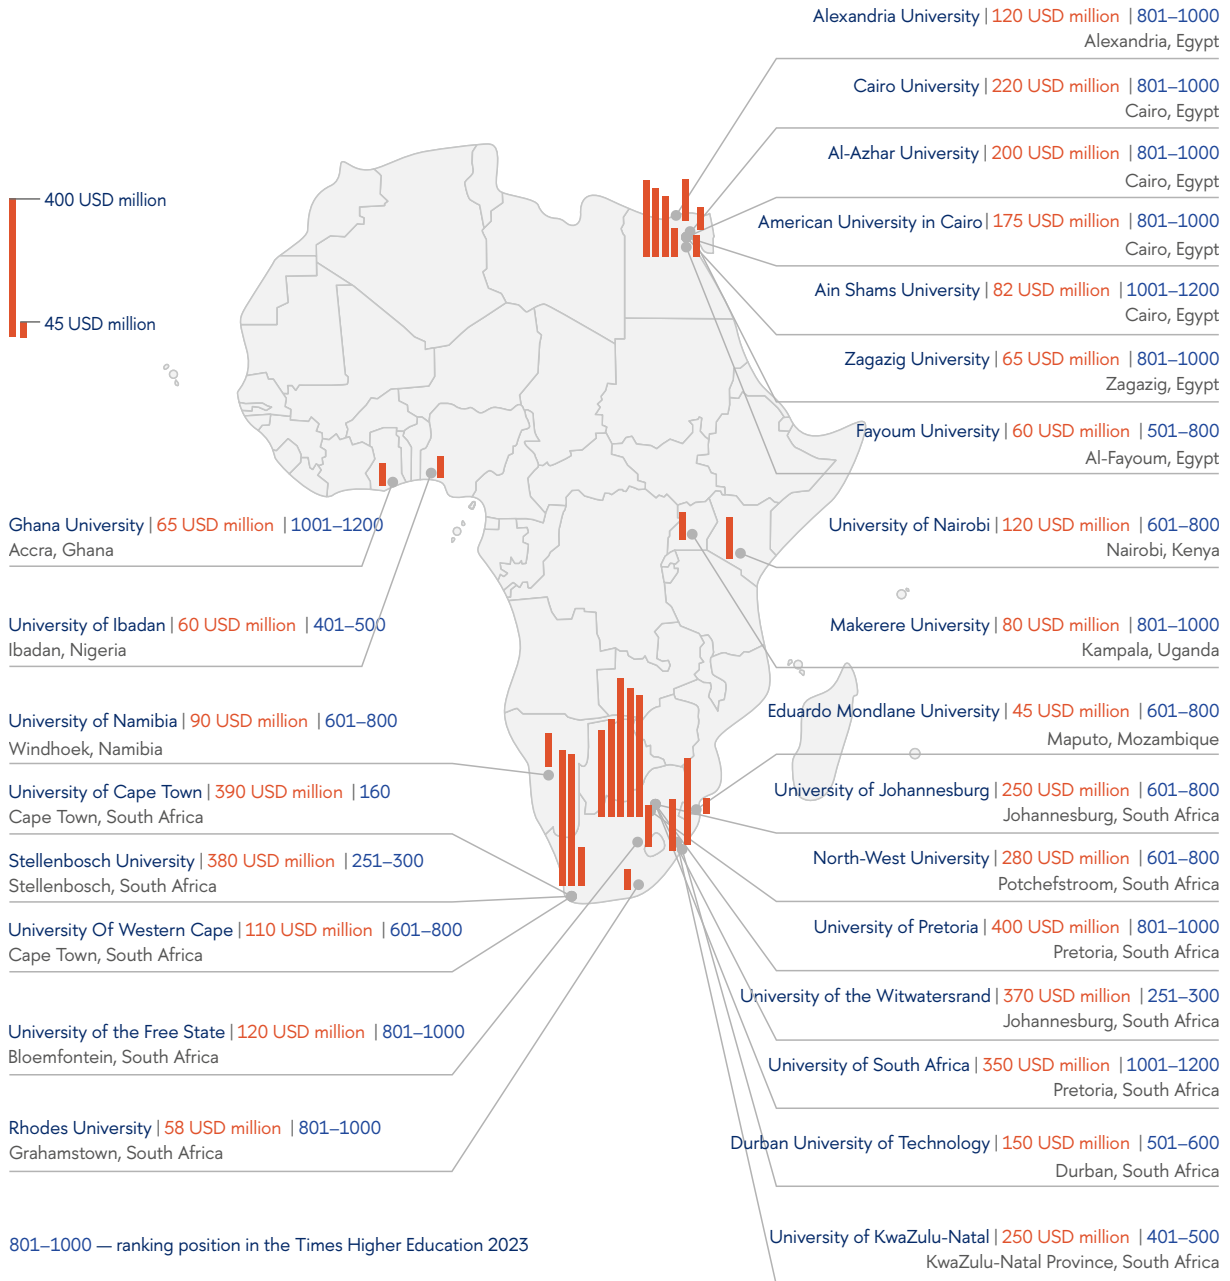 400 USD million
45 USD million
Alexandria University | 120 USD million | 801–1000
Alexandria, Egypt
Cairo University | 220 USD million | 801–1000
Cairo, Egypt
Al-Azhar University | 200 USD million | 801–1000
Cairo, Egypt
American University in Cairo | 175 USD million | 801–1000
Cairo, Egypt
Ain Shams University | 82 USD million | 1001–1200
Cairo, Egypt
Zagazig University | 65 USD million | 801–1000
Zagazig, Egypt
Fayoum University | 60 USD million | 501–800
Al-Fayoum, Egypt
University of Nairobi | 120 USD million | 601–800
Nairobi, Kenya
Makerere University | 80 USD million | 801–1000
Kampala, Uganda
Eduardo Mondlane University | 45 USD million | 601–800
Maputo, Mozambique
University of Johannesburg | 250 USD million | 601–800
Johannesburg, South Africa
North-West University | 280 USD million | 601–800
Potchefstroom, South Africa
University of Pretoria | 400 USD million | 801–1000
Pretoria, South Africa
University of the Witwatersrand | 370 USD million | 251–300
Johannesburg, South Africa
University of South Africa | 350 USD million | 1001–1200
Pretoria, South Africa
Durban University of Technology | 150 USD million | 501–600
Durban, South Africa
University of KwaZulu-Natal | 250 USD million | 401–500
KwaZulu-Natal Province, South Africa
Ghana University | 65 USD million | 1001–1200
Accra, Ghana
University of Ibadan | 60 USD million | 401–500
Ibadan, Nigeria
University of Namibia | 90 USD million | 601–800
Windhoek, Namibia
University of Cape Town | 390 USD million | 160
Cape Town, South Africa
Stellenbosch University | 380 USD million | 251–300
Stellenbosch, South Africa
University Of Western Cape | 110 USD million | 601–800
Cape Town, South Africa
University of the Free State | 120 USD million | 801–1000
Bloemfontein, South Africa
Rhodes University | 58 USD million | 801–1000
Grahamstown, South Africa
801–1000 — ranking position in the Times Higher Education 2023